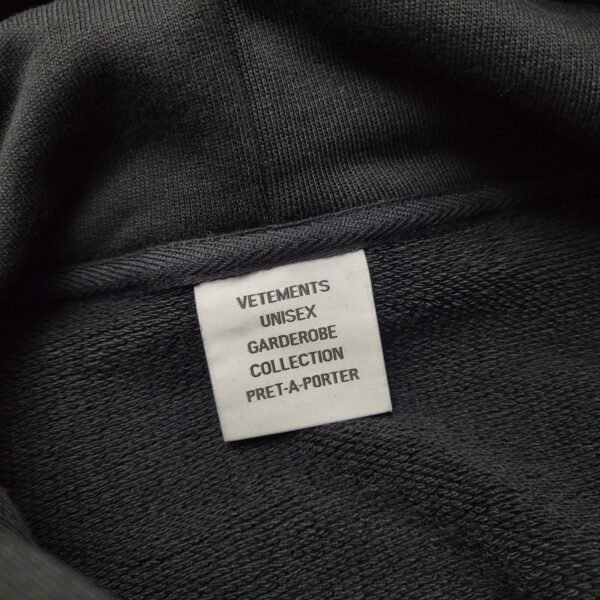 VETEMENTS
UNISEX
GARDEROBE
COLLECTION
PRET-A-PORTER